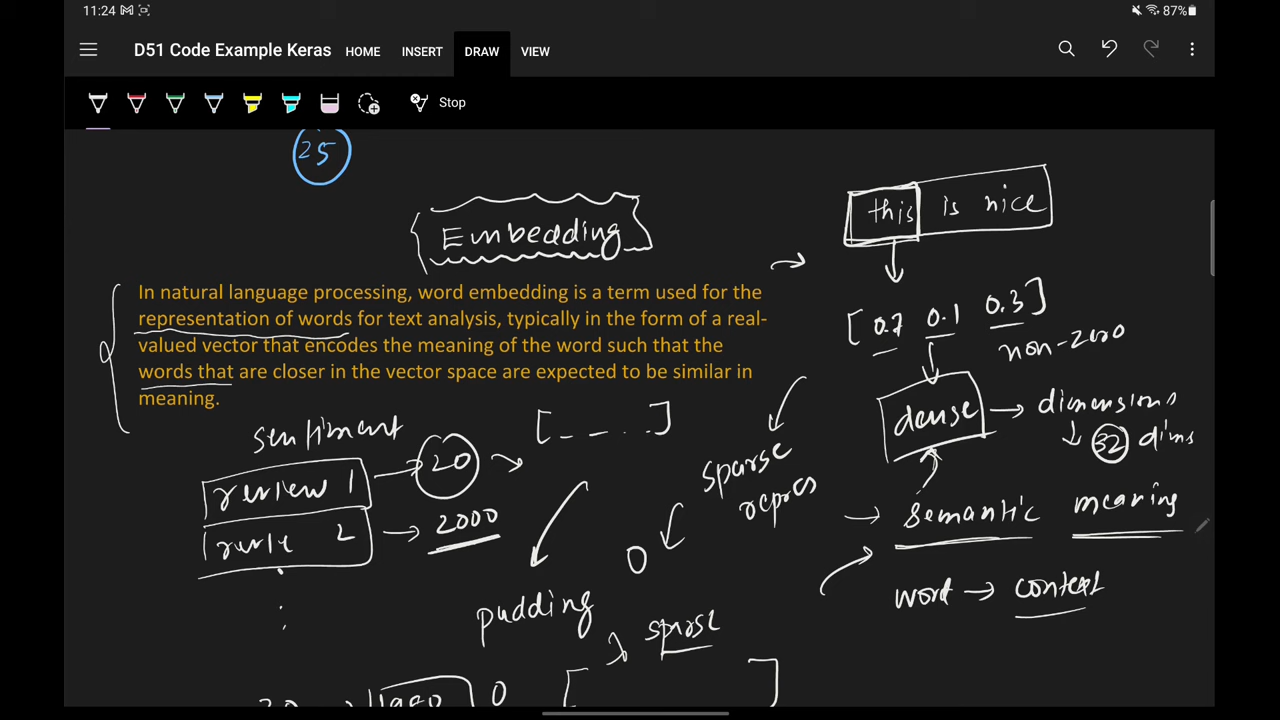 11:24
87%
D51 Code Example Keras HOME INSERT DRAW VIEW
Stop
25
Embedding
this is nice
In natural language processing, word embedding is a term used for the
representation of words for text analysis, typically in the form of a real-
valued vector that encodes the meaning of the word such that the
words that are closer in the vector space are expected to be similar in
meaning.
[0.7 0.1 0.3]
non-zero
dense → dimensions
32 dims
sentiment
review 1 → 20 → [_ _ ...]
2 → 2000
sparse
repres
0
pudding
sparse
semantic meaning
word → context
0 [ ]